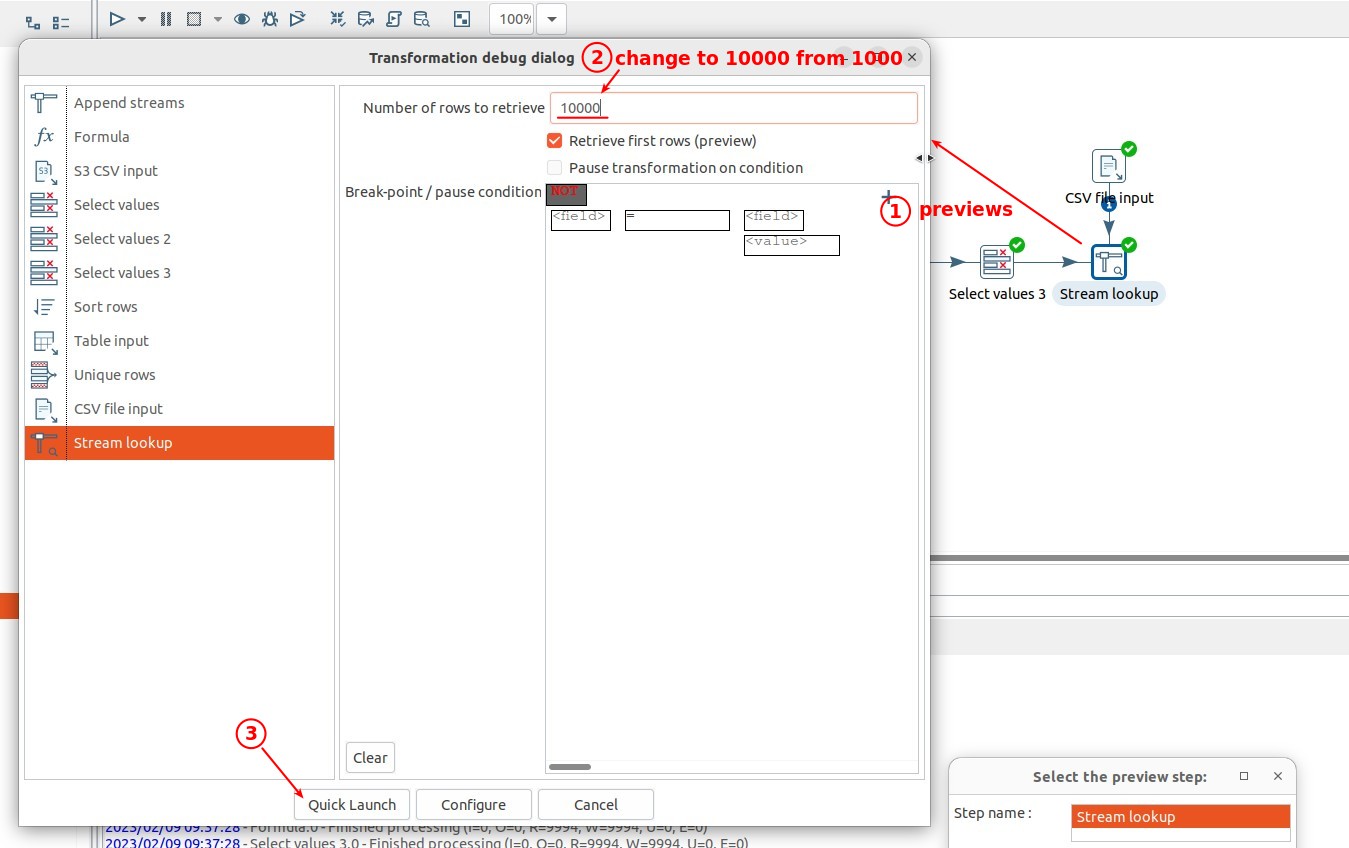 100%
Transformation debug dialog
2 change to 10000 from 1000
Append streams
Formula
S3 CSV input
Select values
Select values 2
Select values 3
Sort rows
Table input
Unique rows
CSV file input
Stream lookup
Number of rows to retrieve
10000
Retrieve first rows (preview)
Pause transformation on condition
Break-point / pause condition
NOT
<field> = <field>
<value>
1 previews
CSV file input
Select values 3
Stream lookup
3
Clear
Quick Launch
Configure
Cancel
Select the preview step:
Step name :
Stream lookup
2023/02/09 09:37:28 - Formula.0 - Finished processing (I=0, O=0, R=9994, W=9994, U=0, E=0)
2023/02/09 09:37:28 - Select values 3.0 - Finished processing (I=0, O=0, R=9994, W=9994, U=0, E=0)